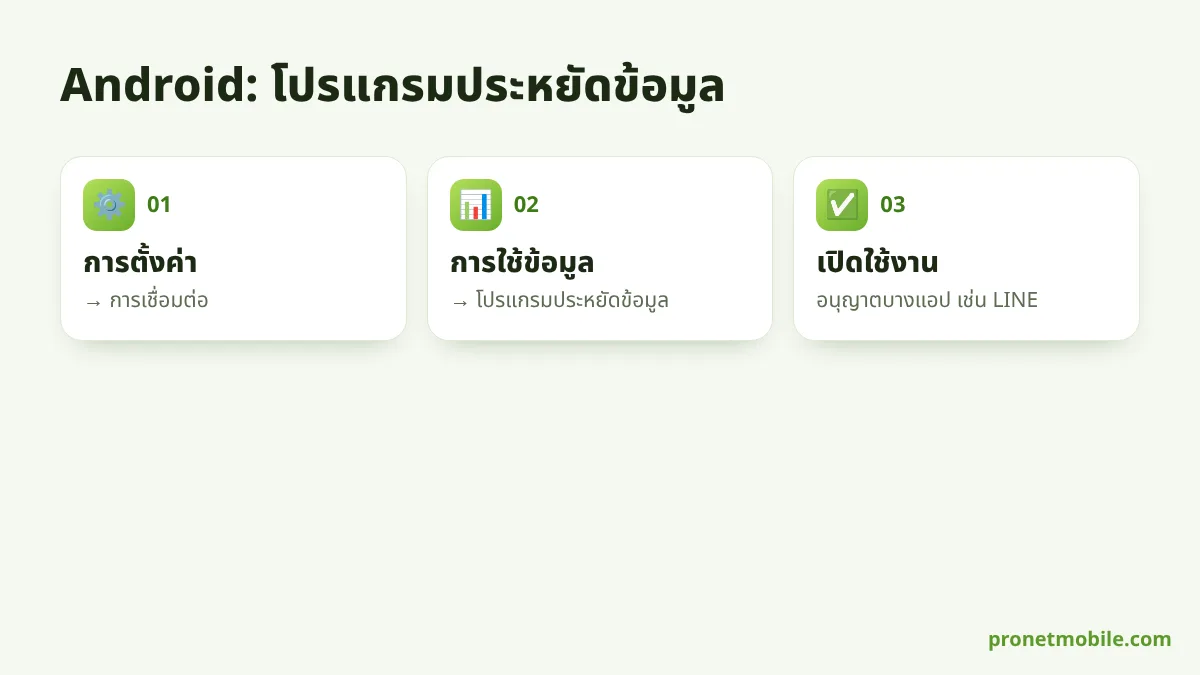 Android: โปรแกรมประหยัดข้อมูล
01
การตั้งค่า
→ การเชื่อมต่อ
02
การใช้ข้อมูล
→ โปรแกรมประหยัดข้อมูล
03
เปิดใช้งาน
อนุญาตบางแอป เช่น LINE
pronetmobile.com